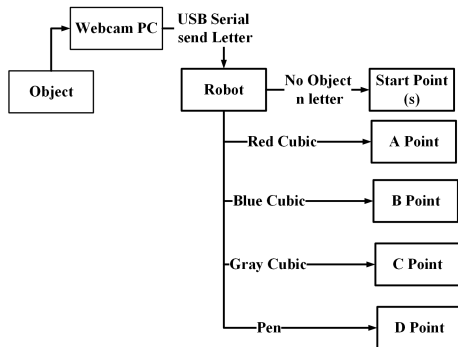 Webcam PC
USB Serial
send Letter
Object
Robot
No Object
n letter
Start Point
(s)
Red Cubic
A Point
Blue Cubic
B Point
Gray Cubic
C Point
Pen
D Point